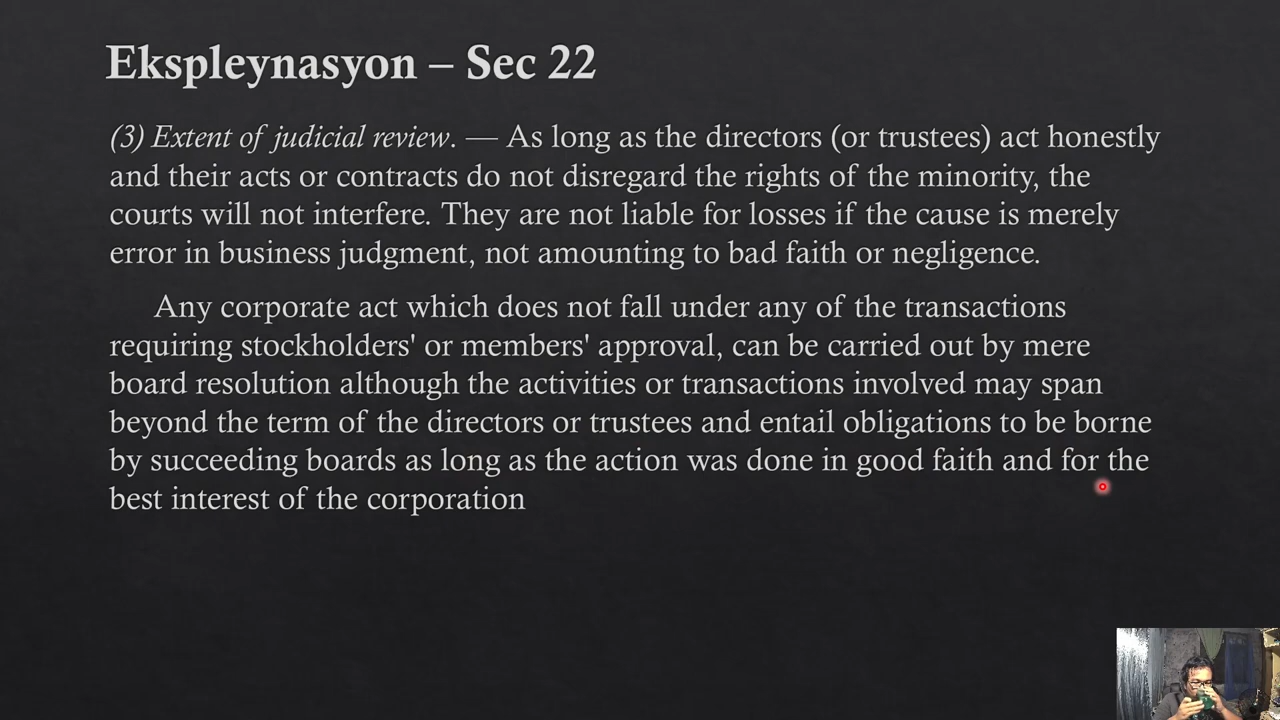 Ekspleynasyon – Sec 22
(3) Extent of judicial review. — As long as the directors (or trustees) act honestly
and their acts or contracts do not disregard the rights of the minority, the
courts will not interfere. They are not liable for losses if the cause is merely
error in business judgment, not amounting to bad faith or negligence.
Any corporate act which does not fall under any of the transactions
requiring stockholders' or members' approval, can be carried out by mere
board resolution although the activities or transactions involved may span
beyond the term of the directors or trustees and entail obligations to be borne
by succeeding boards as long as the action was done in good faith and for the
best interest of the corporation